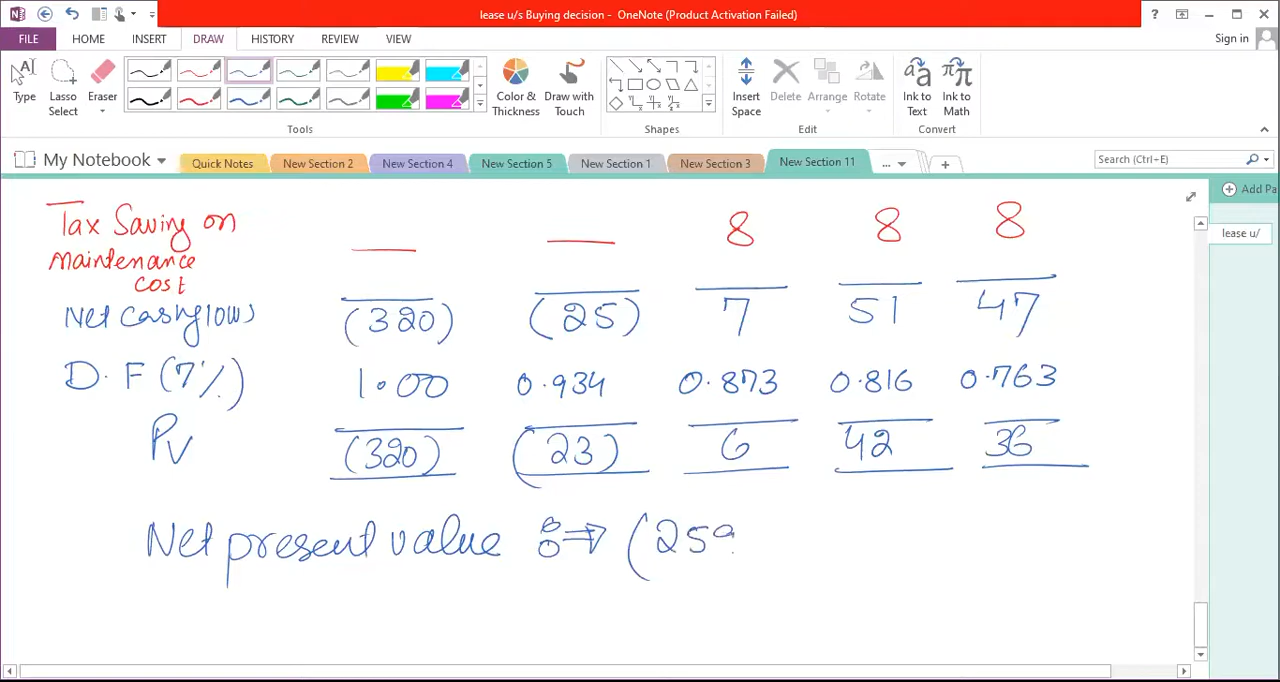 lease u/s Buying decision - OneNote (Product Activation Failed)
FILE HOME INSERT DRAW HISTORY REVIEW VIEW Sign in
Type Lasso Select Eraser Color & Thickness Draw with Touch Insert Space Delete Arrange Rotate Ink to Text Ink to Math
Tools Shapes Edit Convert
My Notebook Quick Notes New Section 2 New Section 4 New Section 5 New Section 1 New Section 3 New Section 11 ... + Search (Ctrl+E)
Add Pa
lease u/
Tax Saving on — — 8 8 8
maintenance
cost
Net cashflows (320) (25) 7 51 47
D.F (7%) 1.00 0.934 0.873 0.816 0.763
PV (320) (23) 6 42 36
Net present value ⇒ (259